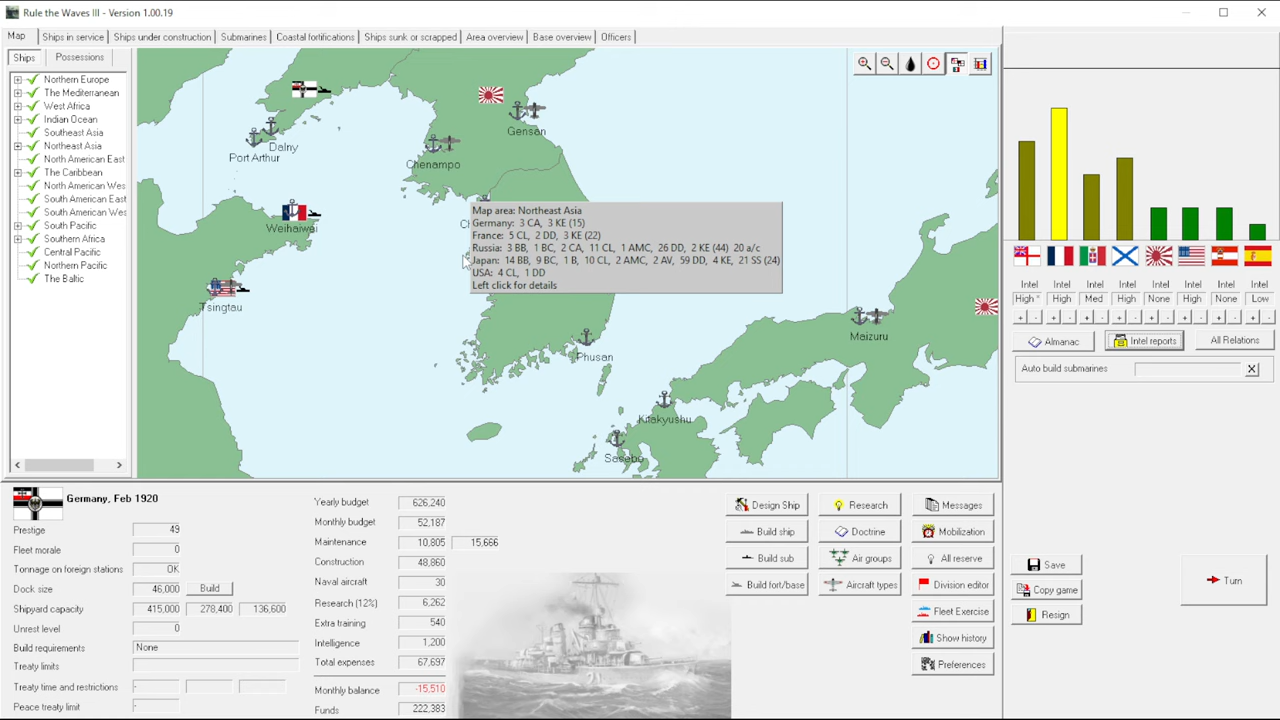 Rule the Waves III - Version 1.00.19
Map Ships in service Ships under construction Submarines Coastal fortifications Ships sunk or scrapped Area overview Base overview Officers
Ships Possessions
Northern Europe
The Mediterranean
West Africa
Indian Ocean
Southeast Asia
Northeast Asia
North American East
The Caribbean
North American Wes
South American East
South American Wes
South Pacific
Southern Africa
Central Pacific
Northern Pacific
The Baltic
Gensan
Dalny
Port Arthur
Chenampo
Weihaiwei
Tsingtau
Phusan
Maizuru
Kitakyushu
Sasebo
Map area: Northeast Asia
Germany: 3 CA, 3 KE (15)
France: 5 CL, 2 DD, 3 KE (22)
Russia: 3 BB, 1 BC, 2 CA, 11 CL, 1 AMC, 26 DD, 2 KE (44) 20 a/c
Japan: 14 BB, 1 BC, 1 B, 10 CL, 2 AMC, 2 AV, 59 DD, 4 KE, 21 SS (24)
USA: 4 CL, 1 DD
Left click for details
Intel Intel Intel Intel Intel Intel Intel Intel
High * High Med High None High None Low
+ - + - + - + - + - + - + - + -
Almanac Intel reports All Relations
Auto build submarines X
Germany, Feb 1920
Prestige 49
Fleet morale 0
Tonnage on foreign stations OK
Dock size 46,000 Build
Shipyard capacity 415,000 278,400 136,600
Unrest level 0
Build requirements None
Treaty limits
Treaty time and restrictions -
Peace treaty limit -
Yearly budget 626,240
Monthly budget 52,187
Maintenance 10,805 15,666
Construction 48,860
Naval aircraft 30
Research (12%) 6,262
Extra training 540
Intelligence 1,200
Total expenses 67,697
Monthly balance -15,510
Funds 222,383
Design Ship Research Messages
Build ship Doctrine Mobilization
Build sub Air groups All reserve
Build fort/base Aircraft types Division editor
Fleet Exercise
Show history
Preferences
Save
Copy game
Resign
Turn